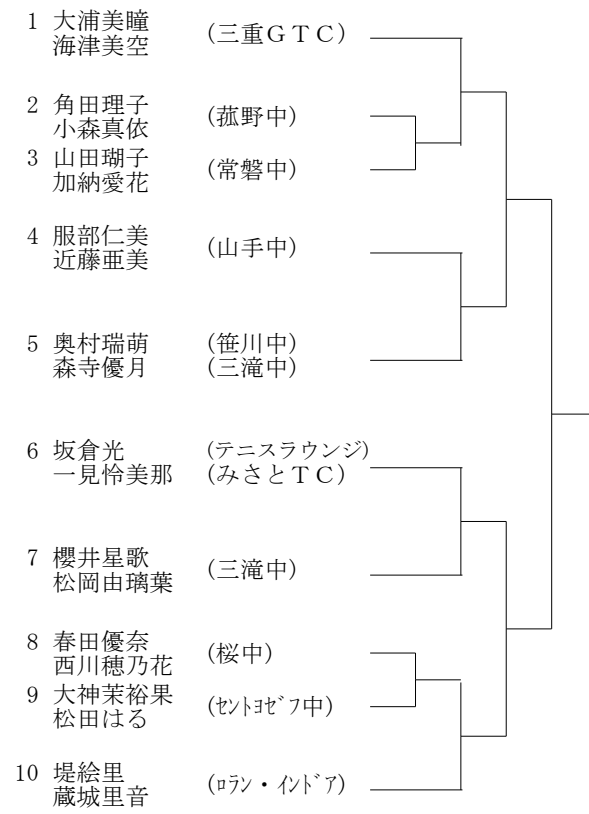 1 大浦美瞳 (三重GTC)
海津美空
2 角田理子 (菰野中)
小森真依
3 山田瑚子 (常磐中)
加納愛花
4 服部仁美 (山手中)
近藤亜美
5 奥村瑞萌 (笹川中)
森寺優月 (三滝中)
6 坂倉光 (テニスラウンジ)
一見怜美那 (みさとTC)
7 櫻井星歌 (三滝中)
松岡由璃葉
8 春田優奈 (桜中)
西川穂乃花
9 大神茉裕果 (セントヨゼフ中)
松田はる
10 堤絵里 (ロラン・インドア)
蔵城里音